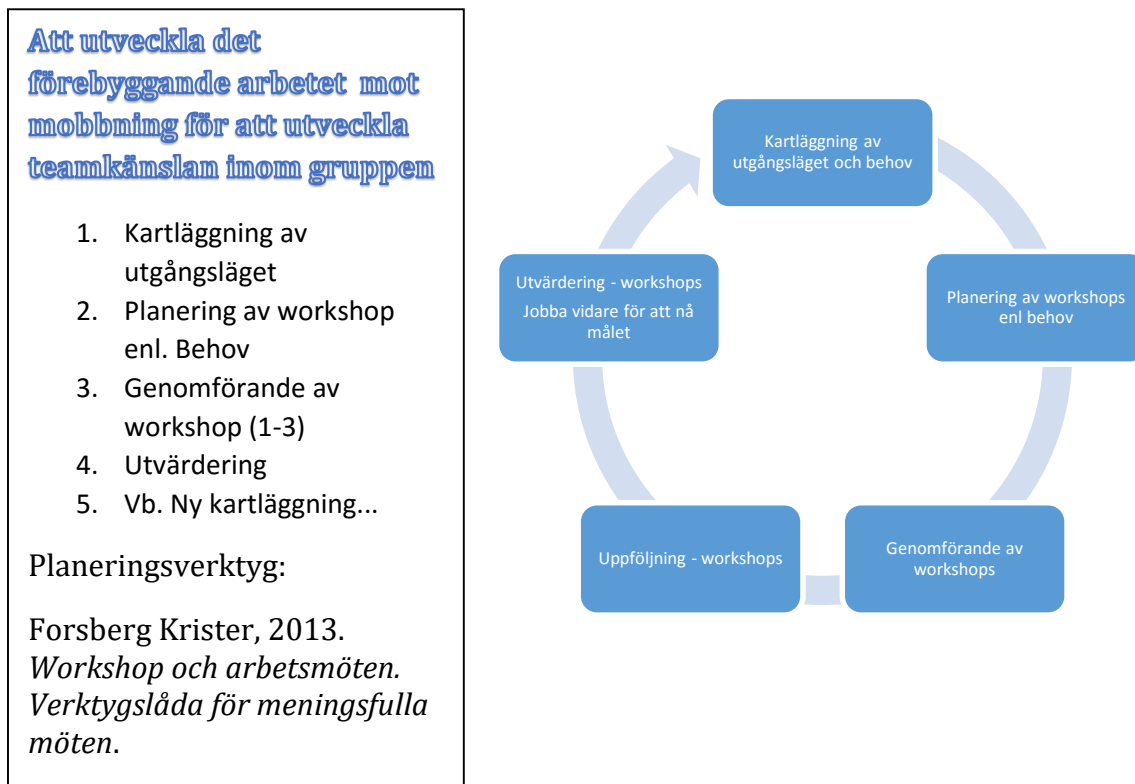 Att utveckla det
förebyggande arbetet mot
mobbning för att utveckla
teamkänslan inom gruppen
1. Kartläggning av
utgångsläget
2. Planering av workshop
enl. Behov
3. Genomförande av
workshop (1-3)
4. Utvärdering
5. Vb. Ny kartläggning...
Planeringsverktyg:
Forsberg Krister, 2013.
Workshop och arbetsmöten.
Verktygslåda för meningsfulla
möten.
Kartläggning av
utgångsläget och behov
Planering av workshops
enl behov
Genomförande av
workshops
Uppföljning - workshops
Utvärdering - workshops
Jobba vidare för att nå
målet